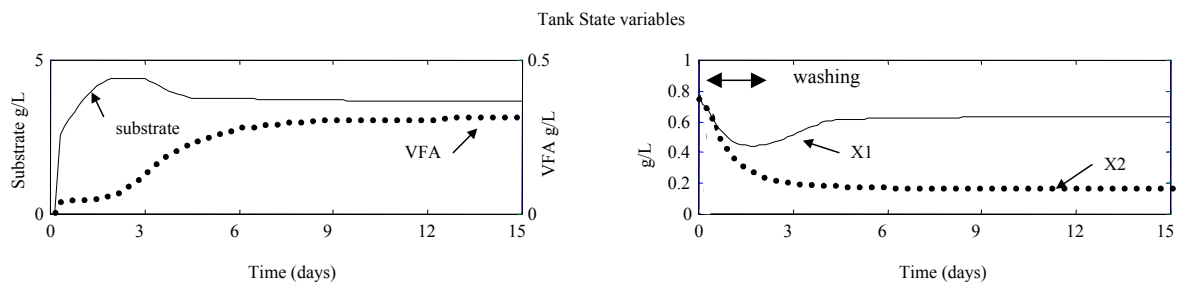 Tank State variables
5
0
Substrate g/L
substrate
VFA
0.5
0
VFA g/L
0 3 6 9 12 15
Time (days)
1
0.8
0.6
0.4
0.2
0
g/L
washing
X1
X2
0 3 6 9 12 15
Time (days)